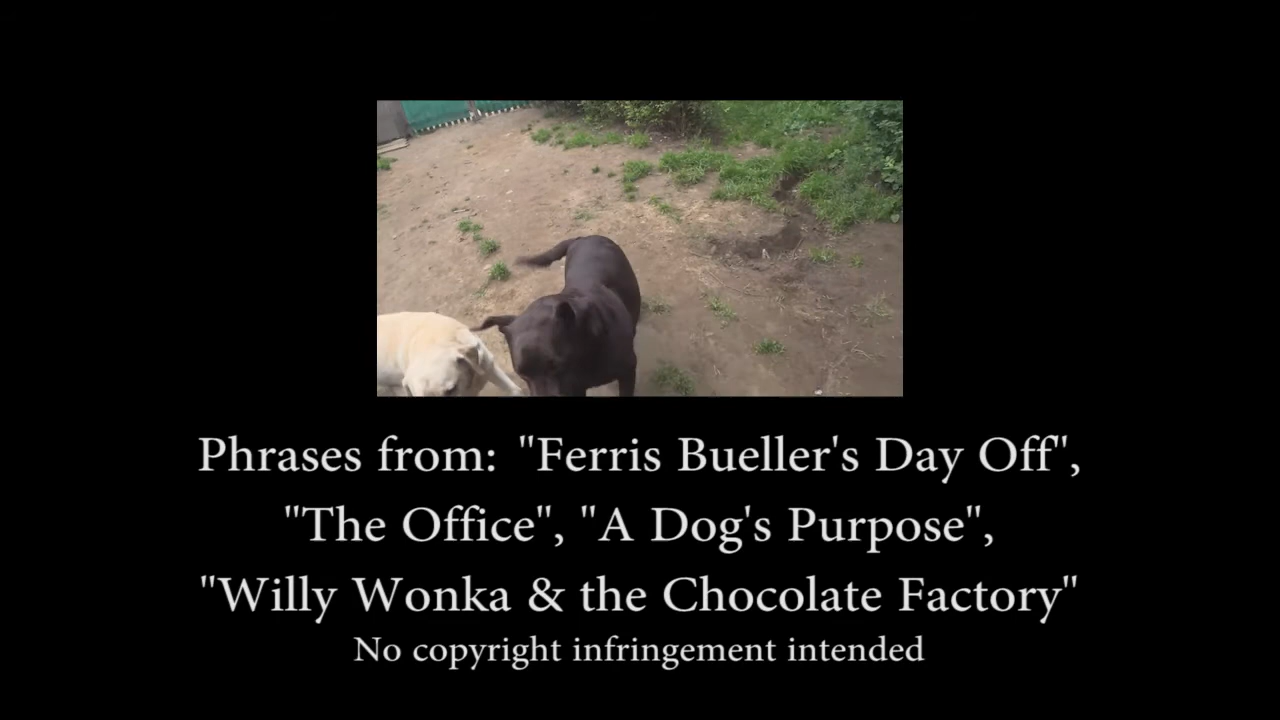 Phrases from: "Ferris Bueller's Day Off",
"The Office", "A Dog's Purpose",
"Willy Wonka & the Chocolate Factory"
No copyright infringement intended